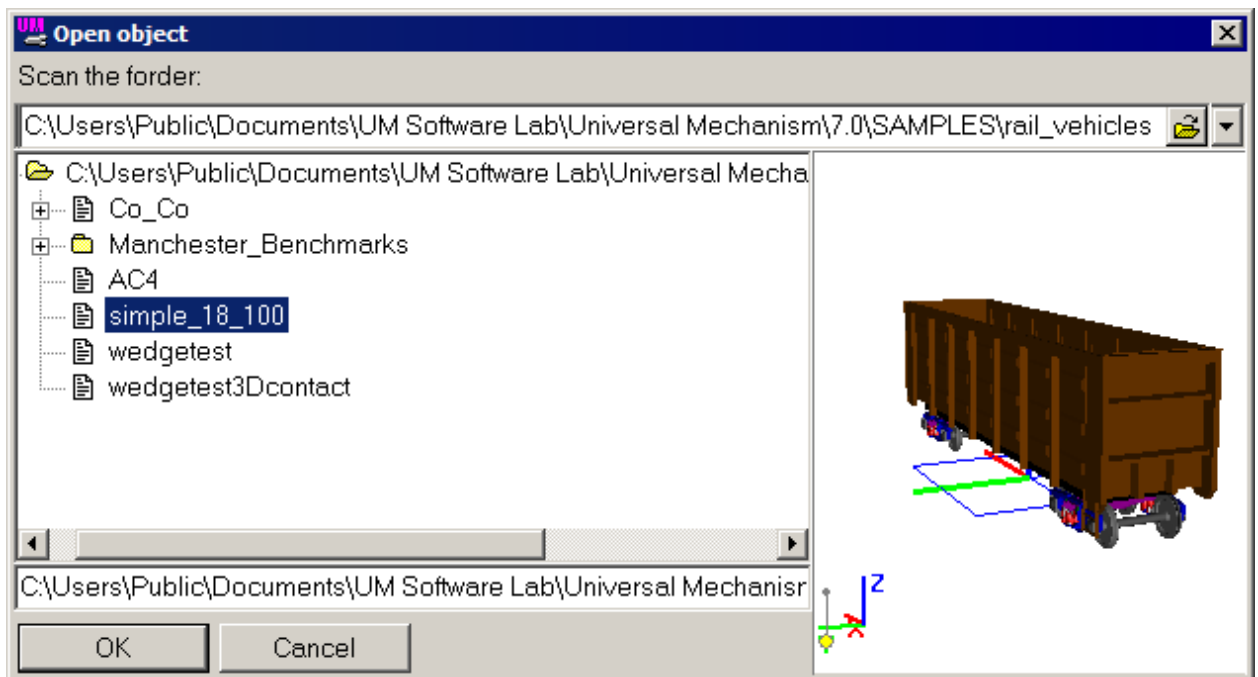 UM Open object
Scan the forder:
C:\Users\Public\Documents\UM Software Lab\Universal Mechanism\7.0\SAMPLES\rail_vehicles
C:\Users\Public\Documents\UM Software Lab\Universal Mecha
Co_Co
Manchester_Benchmarks
AC4
simple_18_100
wedgetest
wedgetest3Dcontact
C:\Users\Public\Documents\UM Software Lab\Universal Mechanisr
Z
X
OK Cancel